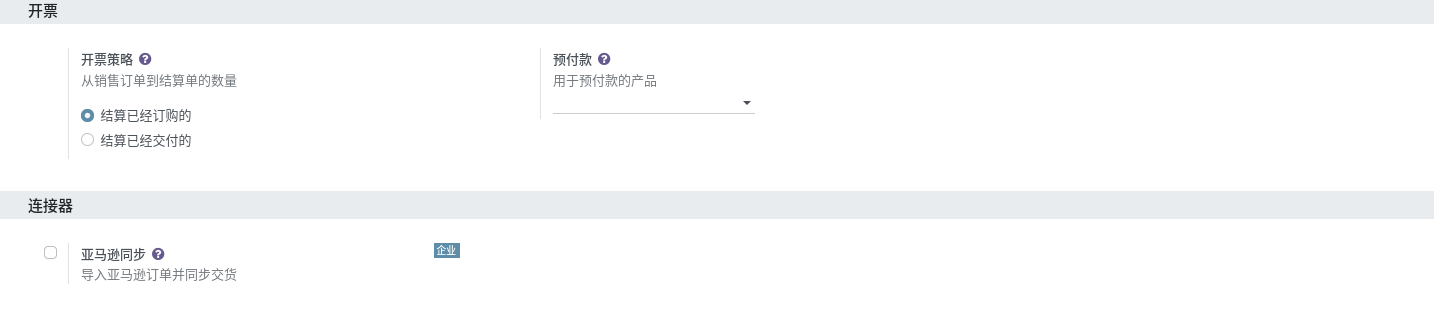 开票
开票策略
从销售订单到结算单的数量
结算已经订购的
结算已经交付的
预付款
用于预付款的产品
连接器
亚马逊同步
企业
导入亚马逊订单并同步交货